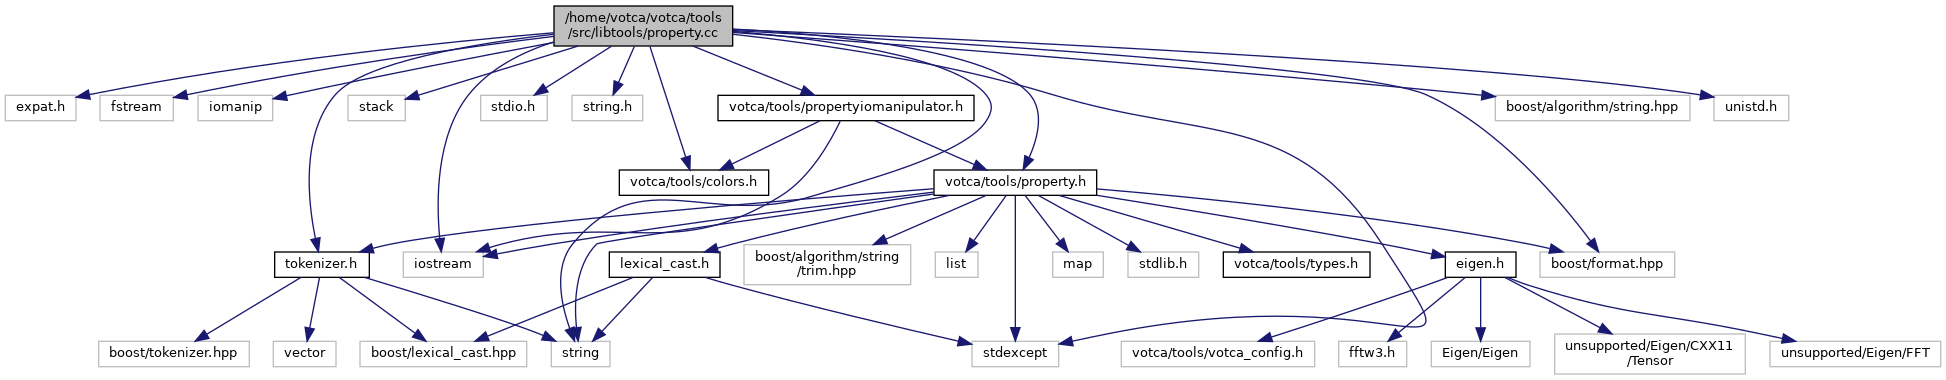 /home/votca/votca/tools
/src/libtools/property.cc
expat.h
fstream
iomanip
stack
stdio.h
string.h
votca/tools/propertyiomanipulator.h
boost/algorithm/string.hpp
unistd.h
votca/tools/colors.h
votca/tools/property.h
tokenizer.h
iostream
lexical_cast.h
boost/algorithm/string
/trim.hpp
list
map
stdlib.h
votca/tools/types.h
eigen.h
boost/format.hpp
boost/tokenizer.hpp
vector
boost/lexical_cast.hpp
string
stdexcept
votca/tools/votca_config.h
fftw3.h
Eigen/Eigen
unsupported/Eigen/CXX11
/Tensor
unsupported/Eigen/FFT